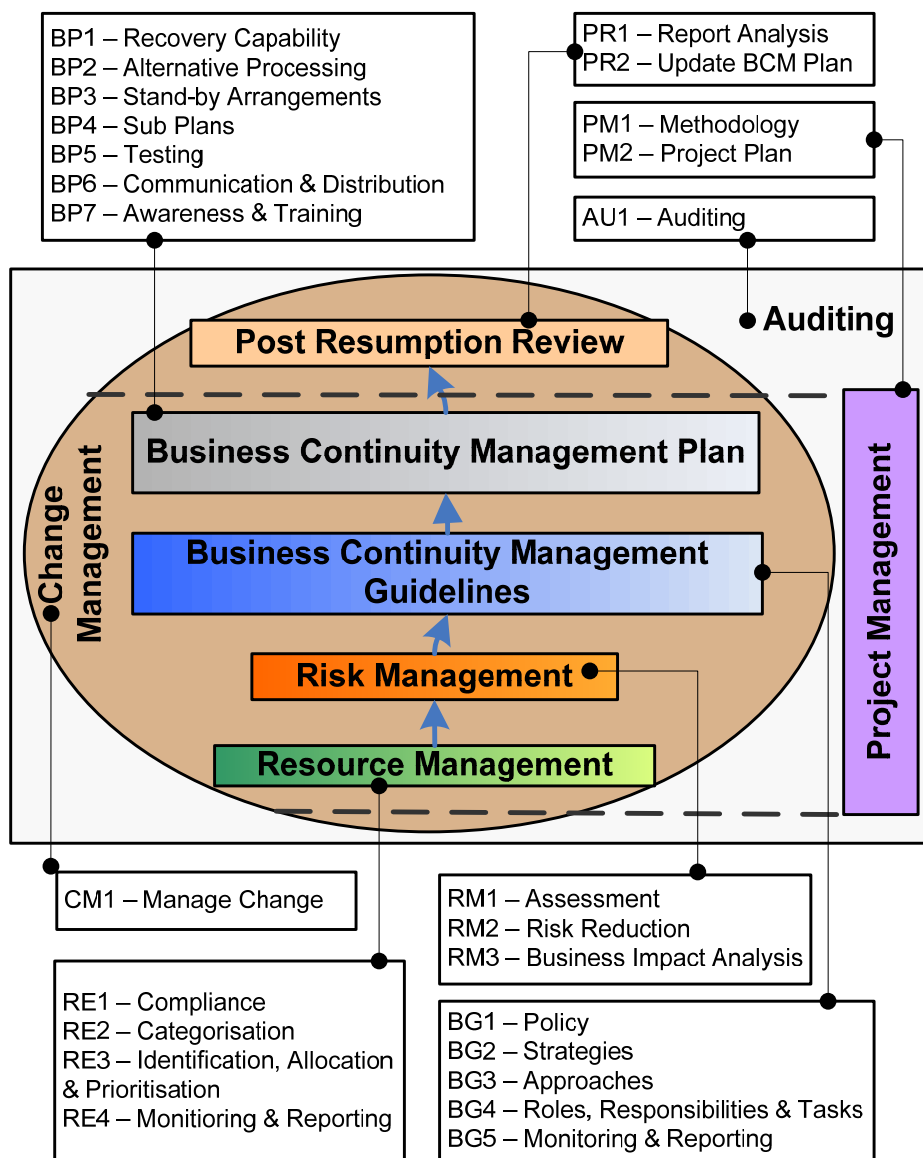 BP1 – Recovery Capability
BP2 – Alternative Processing
BP3 – Stand-by Arrangements
BP4 – Sub Plans
BP5 – Testing
BP6 – Communication & Distribution
BP7 – Awareness & Training
PR1 – Report Analysis
PR2 – Update BCM Plan
PM1 – Methodology
PM2 – Project Plan
AU1 – Auditing
Auditing
Post Resumption Review
Business Continuity Management Plan
Business Continuity Management
Guidelines
Risk Management
Resource Management
Change
Management
Project Management
CM1 – Manage Change
RM1 – Assessment
RM2 – Risk Reduction
RM3 – Business Impact Analysis
RE1 – Compliance
RE2 – Categorisation
RE3 – Identification, Allocation
& Prioritisation
RE4 – Monitoring & Reporting
BG1 – Policy
BG2 – Strategies
BG3 – Approaches
BG4 – Roles, Responsibilities & Tasks
BG5 – Monitoring & Reporting